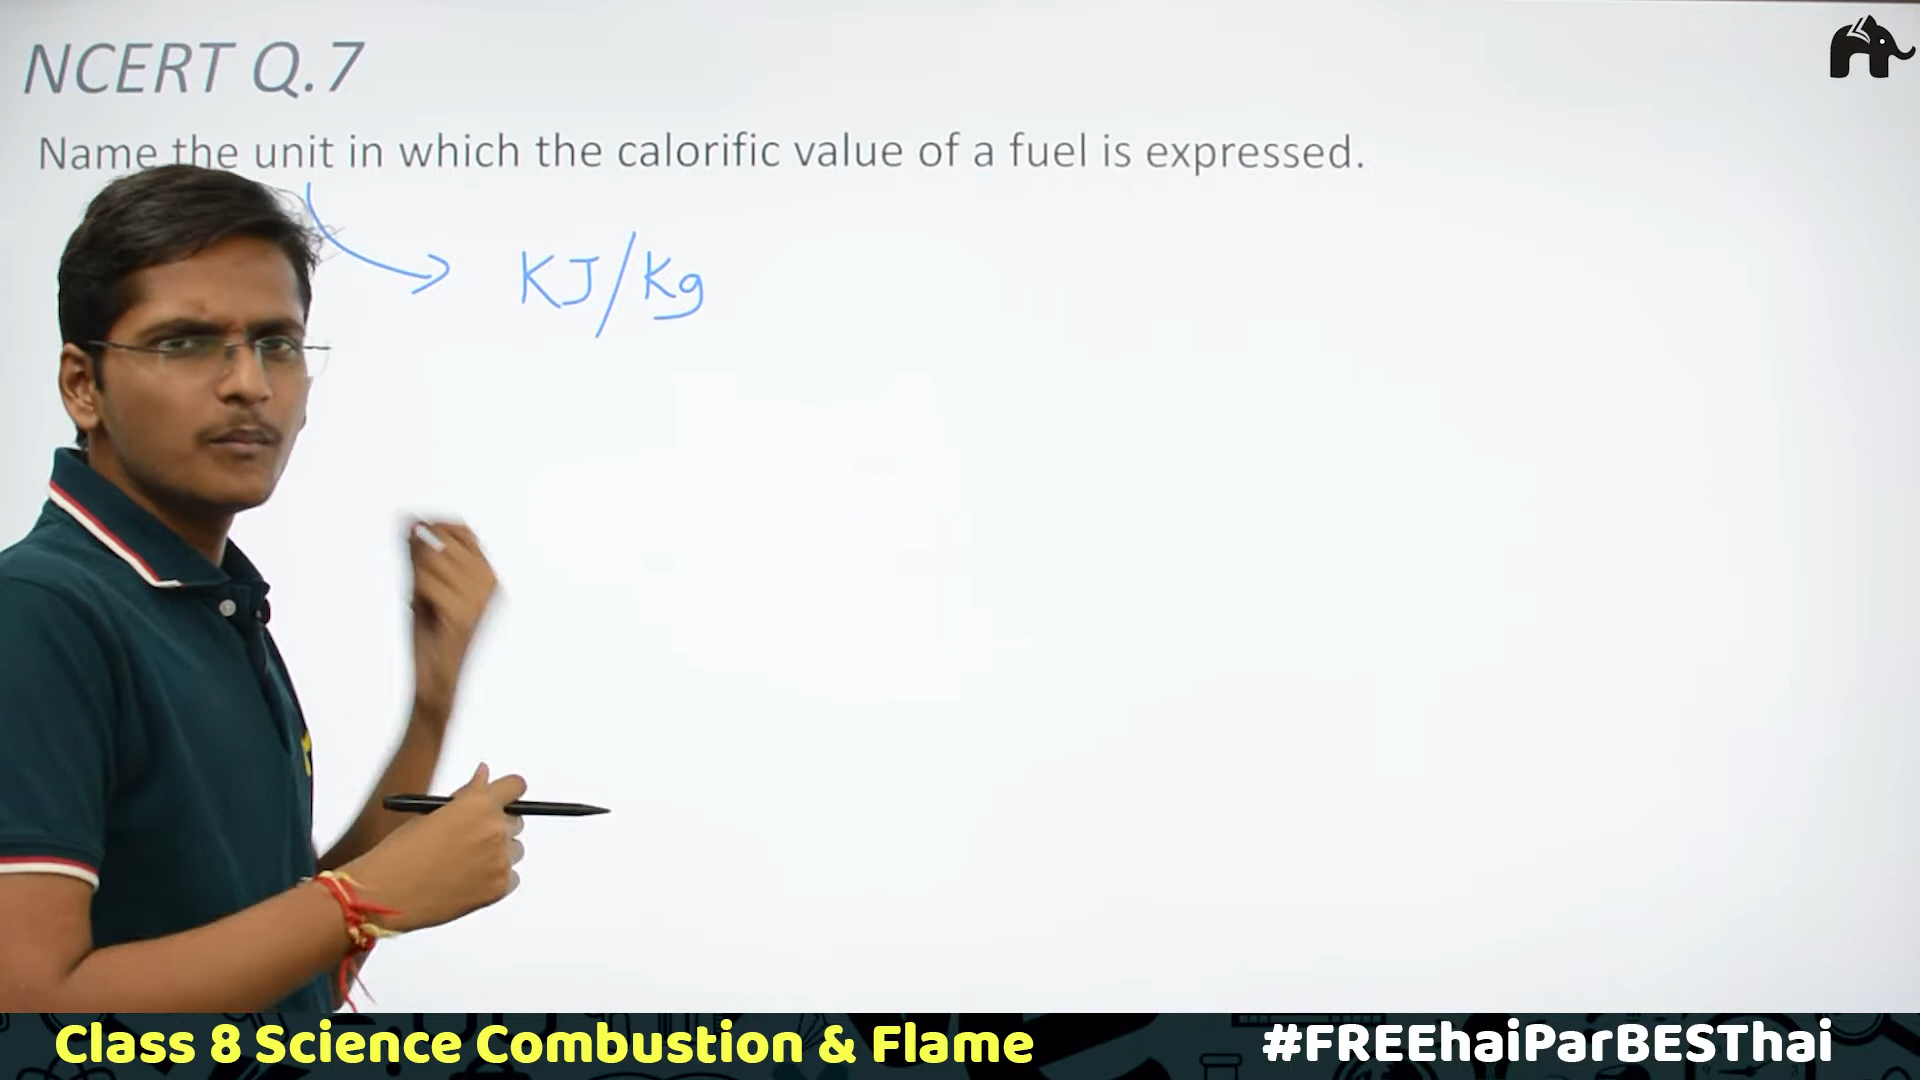 NCERT Q.7
Name the unit in which the calorific value of a fuel is expressed.
KJ/Kg
Class 8 Science Combustion & Flame
#FREEhaiParBESThai